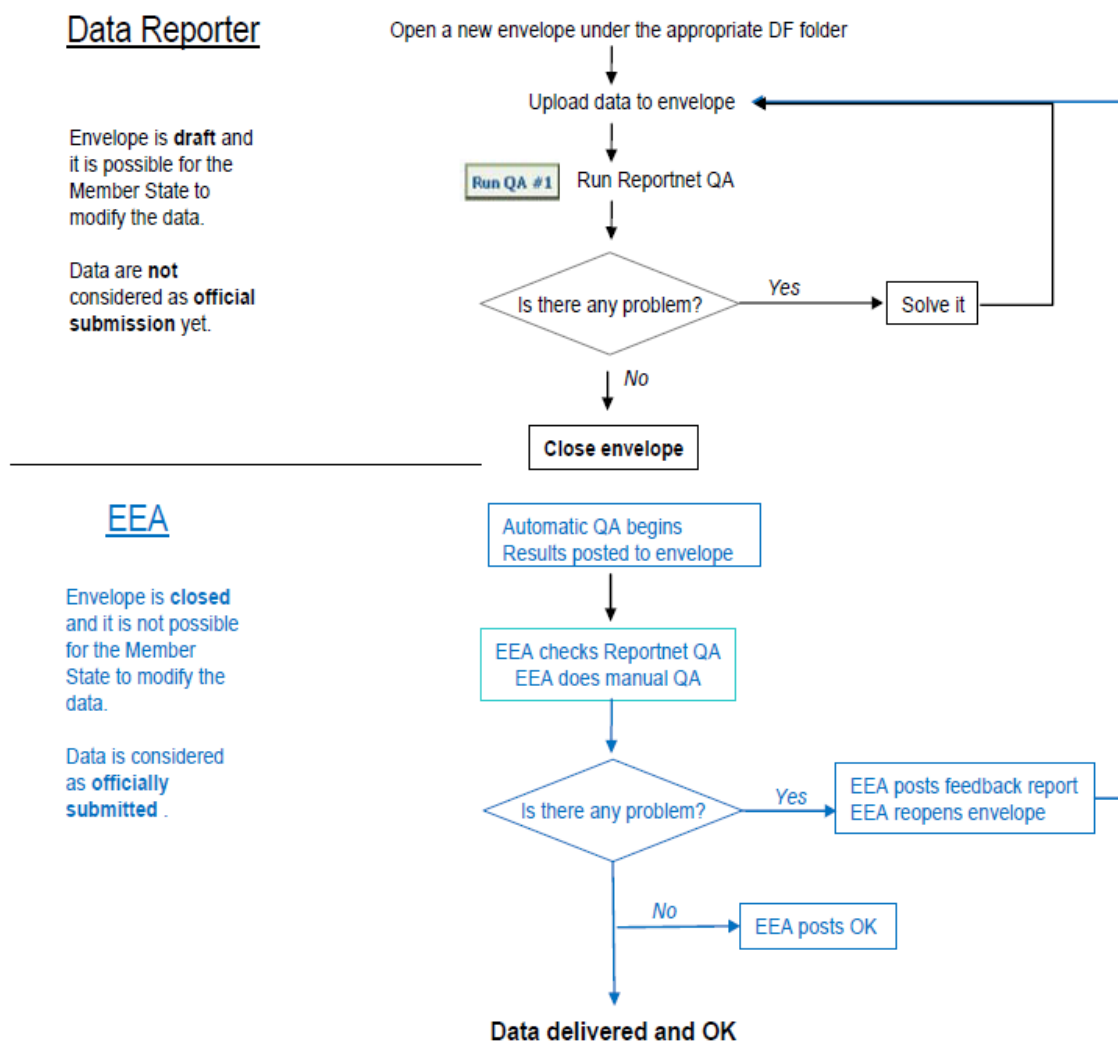 Data Reporter
Open a new envelope under the appropriate DF folder
Upload data to envelope
Envelope is draft and
it is possible for the
Member State to
modify the data.
Run QA #1
Run Reportnet QA
Data are not
considered as official
submission yet.
Is there any problem?
Yes
Solve it
No
Close envelope
EEA
Automatic QA begins
Results posted to envelope
Envelope is closed
and it is not possible
for the Member
State to modify the
data.
EEA checks Reportnet QA
EEA does manual QA
Data is considered
as officially
submitted .
Is there any problem?
Yes
EEA posts feedback report
EEA reopens envelope
No
EEA posts OK
Data delivered and OK